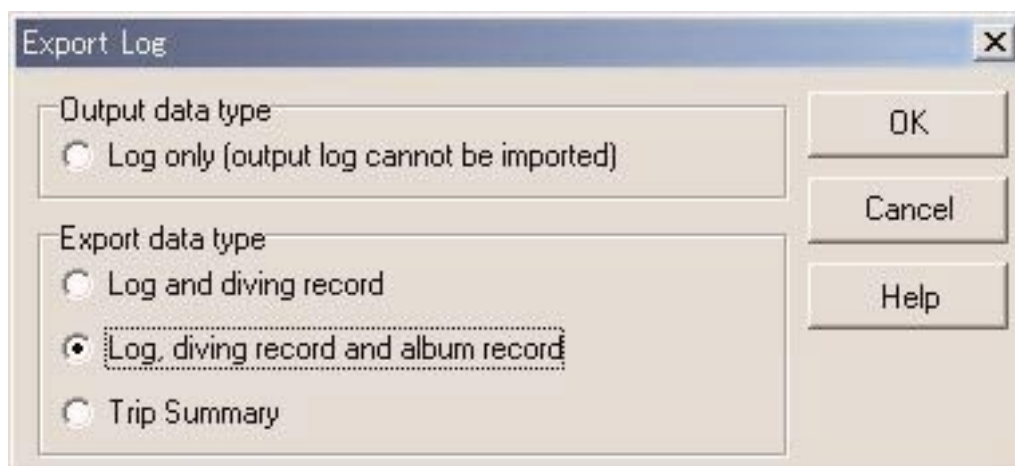 Export Log
Output data type
Log only (output log cannot be imported)
OK
Cancel
Export data type
Log and diving record
Help
Log, diving record and album record
Trip Summary